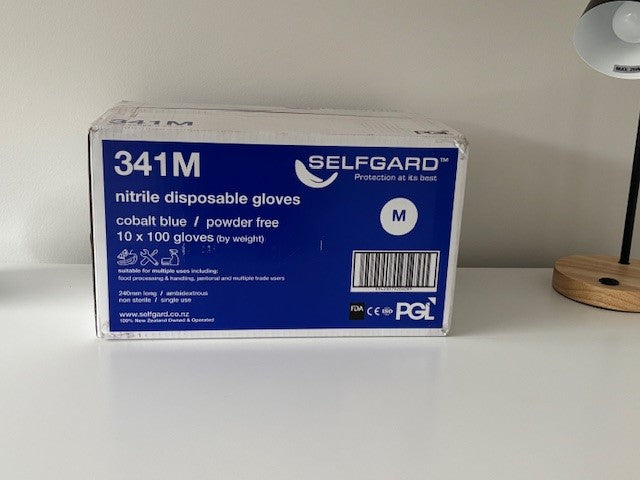 341M
PGL
341M
SELFGARD™
Protection at its best
nitrile disposable gloves
cobalt blue / powder free
10 x 100 gloves (by weight)
M
suitable for multiple uses including:
food processing & handling, janitorial and multiple trade users
240mm long / ambidextrous
non sterile / single use
www.selfgard.co.nz
100% New Zealand Owned & Operated
FDA CE ISO PGL